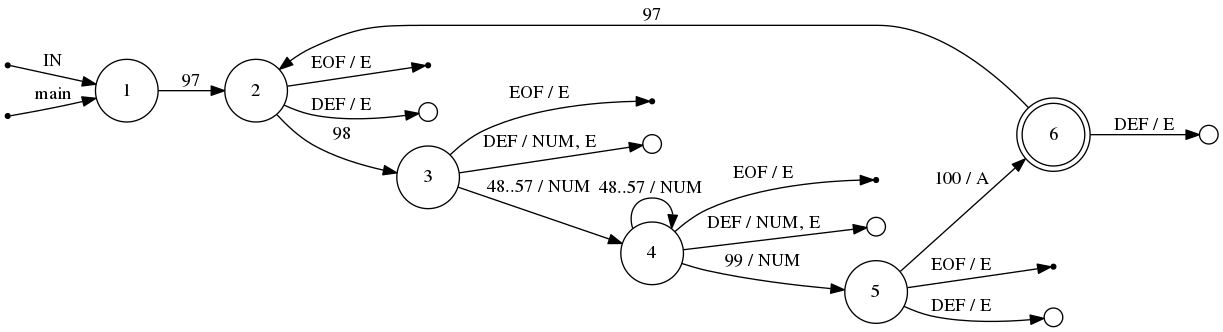 97
IN
main
1
97
2
EOF / E
DEF / E
98
3
EOF / E
DEF / NUM, E
48..57 / NUM
48..57 / NUM
4
EOF / E
DEF / NUM, E
99 / NUM
5
100 / A
EOF / E
DEF / E
6
DEF / E